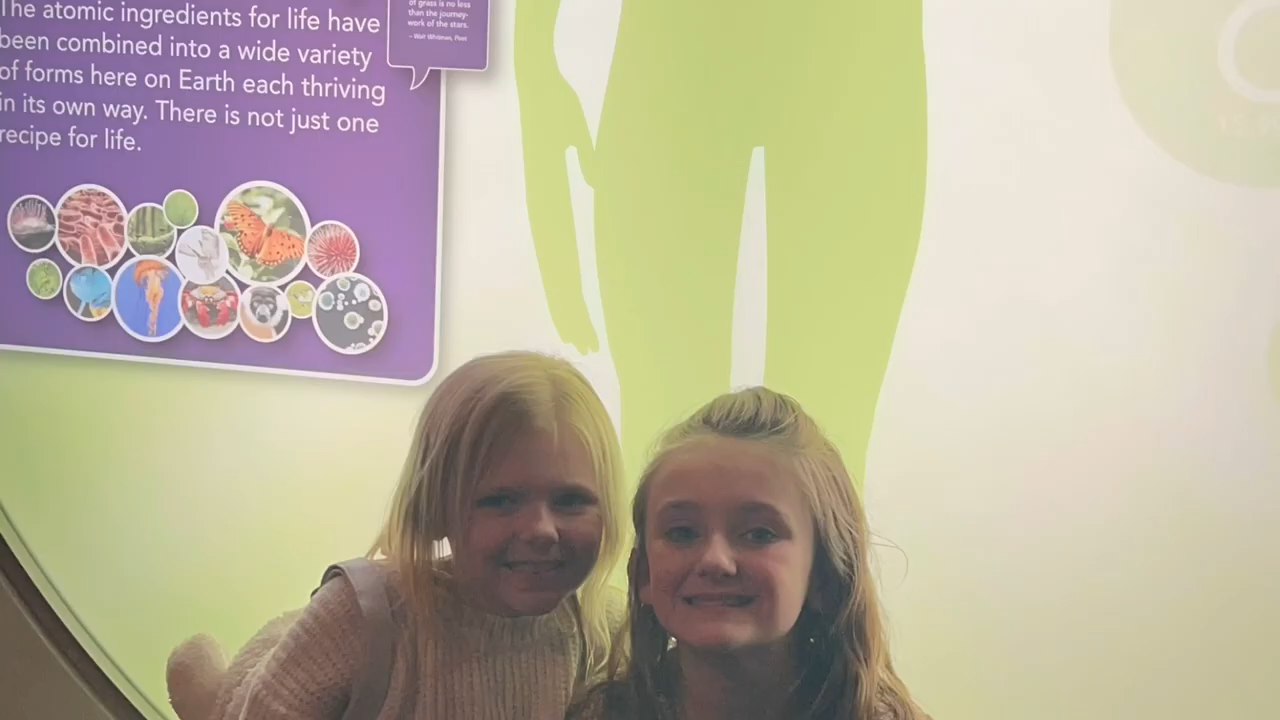 The atomic ingredients for life have
been combined into a wide variety
of forms here on Earth each thriving
in its own way. There is not just one
recipe for life.
of grass is no less
than the journey-
work of the stars.
- Walt Whitman, Poet